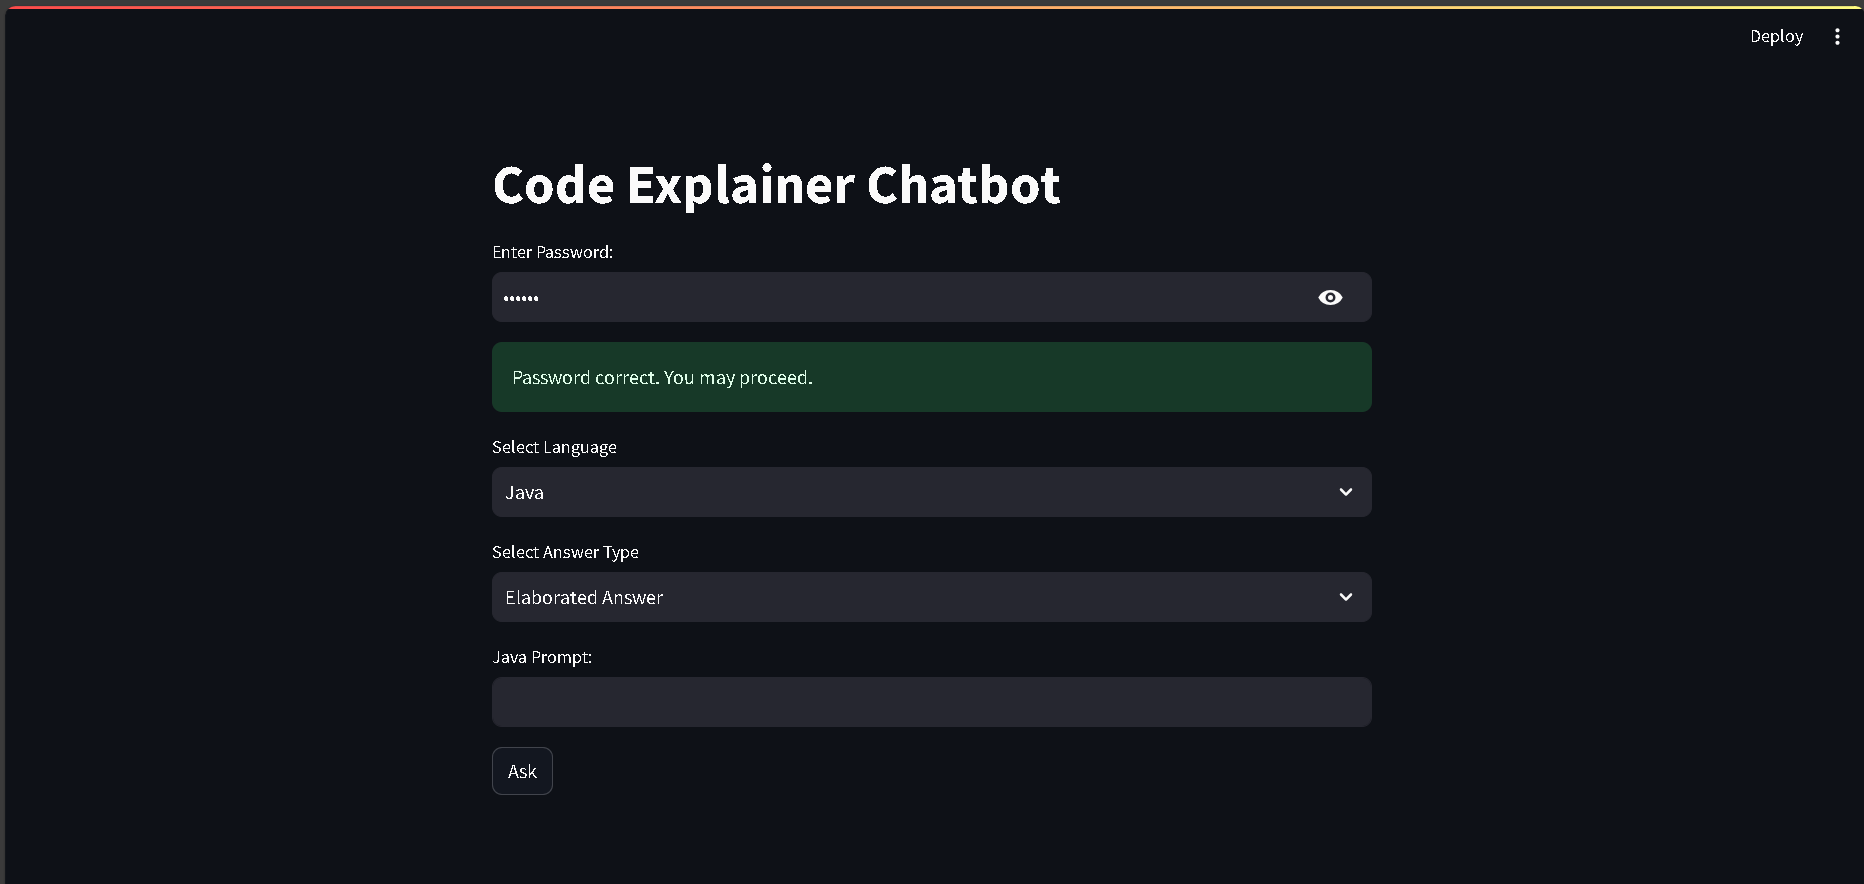 Deploy
Code Explainer Chatbot
Enter Password:
••••••
Password correct. You may proceed.
Select Language
Java
Select Answer Type
Elaborated Answer
Java Prompt:
Ask